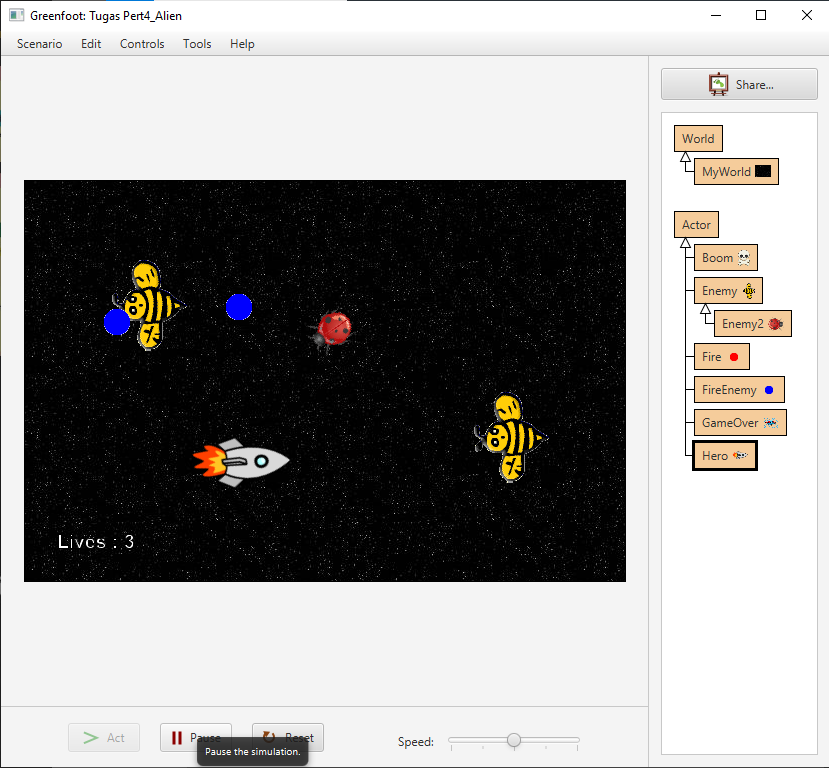 Greenfoot: Tugas Pert4_Alien
Scenario Edit Controls Tools Help
Share...
World
MyWorld
Actor
Boom
Enemy
Enemy2
Fire
FireEnemy
GameOver
Hero
Lives : 3
Act Pause Reset Speed:
Pause the simulation.